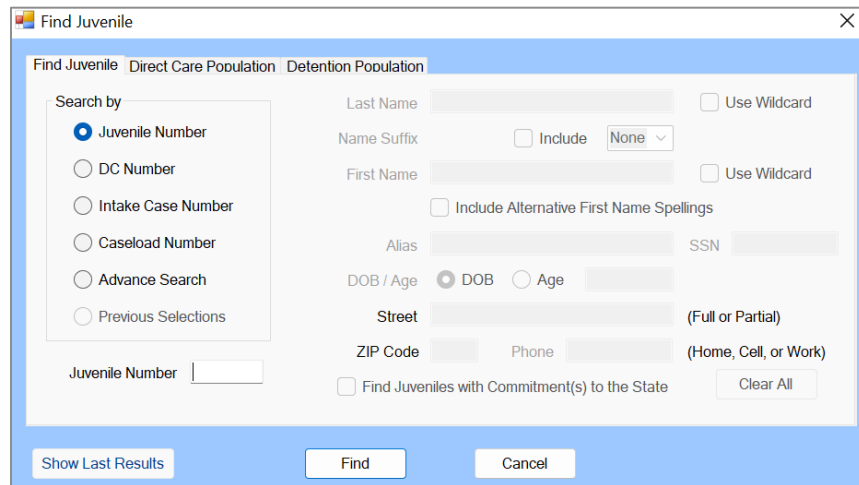 Find Juvenile
Find Juvenile Direct Care Population Detention Population
Search by
Juvenile Number
DC Number
Intake Case Number
Caseload Number
Advance Search
Previous Selections
Juvenile Number
Last Name Use Wildcard
Name Suffix Include None
First Name Use Wildcard
Include Alternative First Name Spellings
Alias SSN
DOB / Age DOB Age
Street (Full or Partial)
ZIP Code Phone (Home, Cell, or Work)
Find Juveniles with Commitment(s) to the State Clear All
Show Last Results Find Cancel